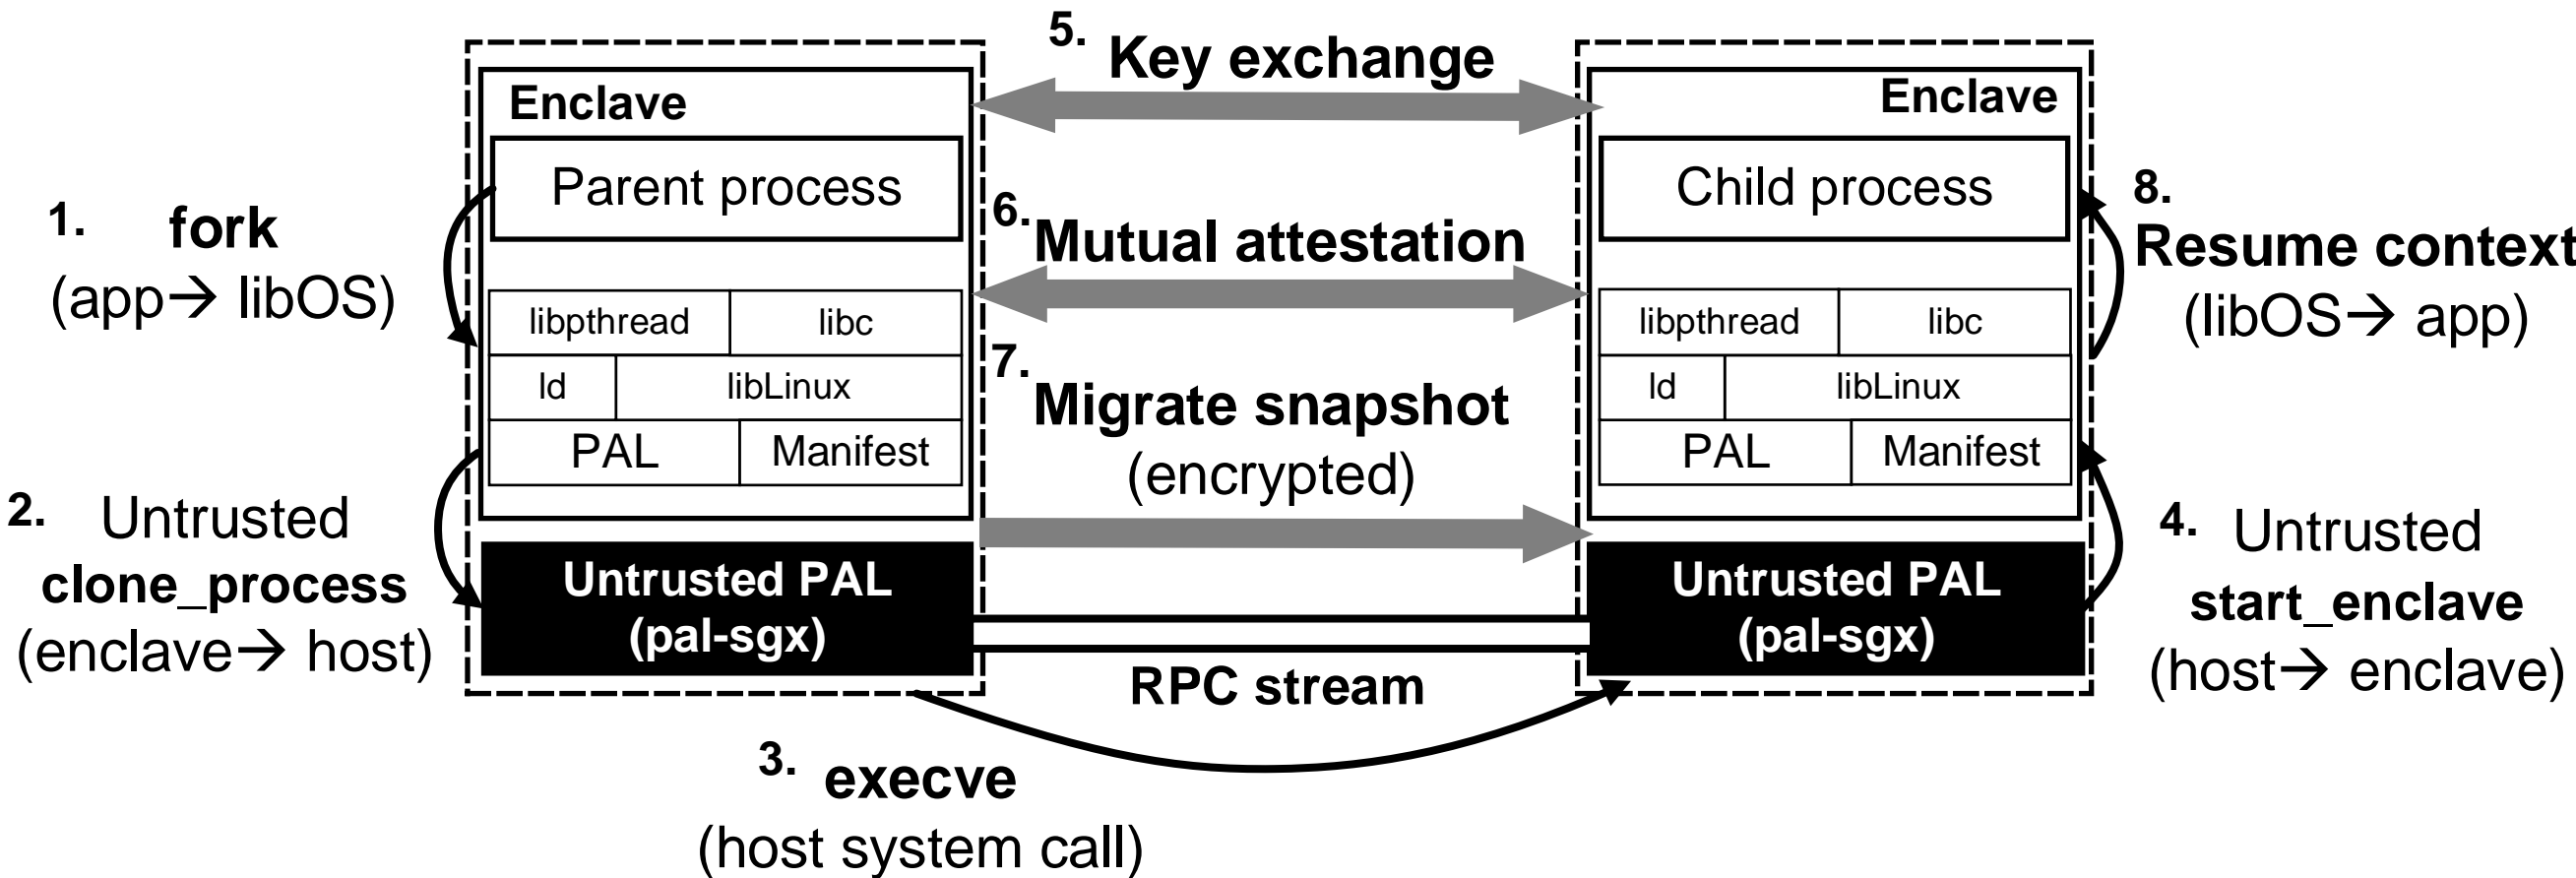 5. Key exchange
Enclave
Enclave
Parent process
Child process
1. fork
(app→ libOS)
6. Mutual attestation
8.
Resume context
(libOS→ app)
libpthread
libc
ld
libLinux
PAL
Manifest
libpthread
libc
ld
libLinux
PAL
Manifest
7. Migrate snapshot
(encrypted)
2. Untrusted
clone_process
(enclave→ host)
4. Untrusted
start_enclave
(host→ enclave)
Untrusted PAL
(pal-sgx)
Untrusted PAL
(pal-sgx)
RPC stream
3. execve
(host system call)